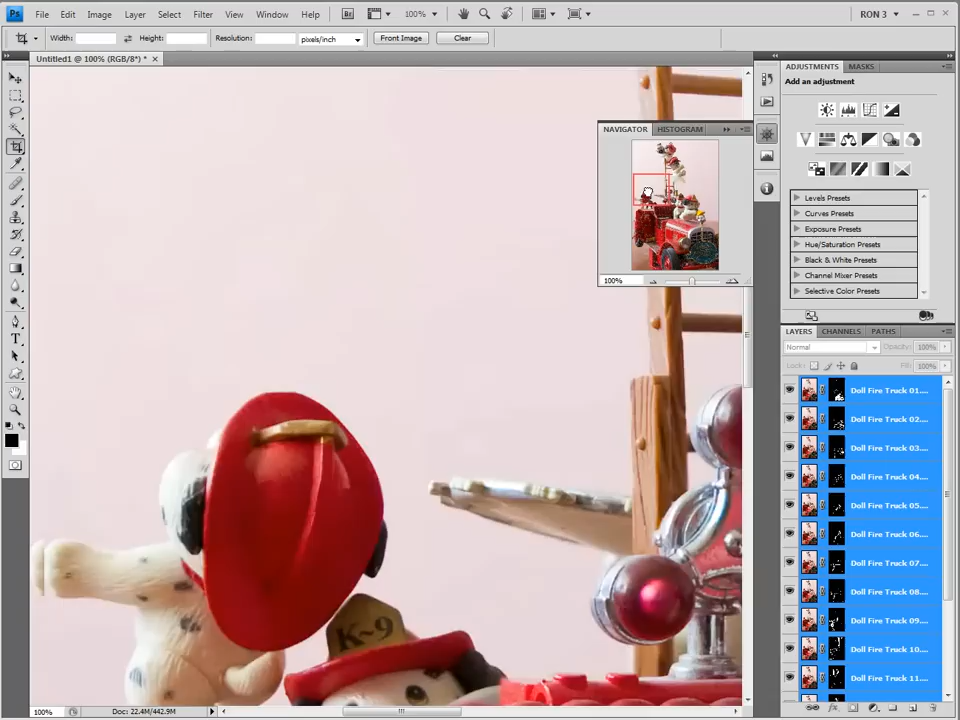 Ps File Edit Image Layer Select Filter View Window Help Br 100% RON 3
Width: Height: Resolution: pixels/inch Front Image Clear
Untitled1 @ 100% (RGB/8*) *
ADJUSTMENTS MASKS
Add an adjustment
NAVIGATOR HISTOGRAM
100%
Levels Presets
Curves Presets
Exposure Presets
Hue/Saturation Presets
Black & White Presets
Channel Mixer Presets
Selective Color Presets
LAYERS CHANNELS PATHS
Normal Opacity: 100%
Lock: Fill: 100%
Doll Fire Truck 01....
Doll Fire Truck 02....
Doll Fire Truck 03....
Doll Fire Truck 04....
Doll Fire Truck 05....
Doll Fire Truck 06....
Doll Fire Truck 07....
Doll Fire Truck 08....
Doll Fire Truck 09....
Doll Fire Truck 10....
Doll Fire Truck 11....
K-9
100% Doc: 22.4M/442.9M